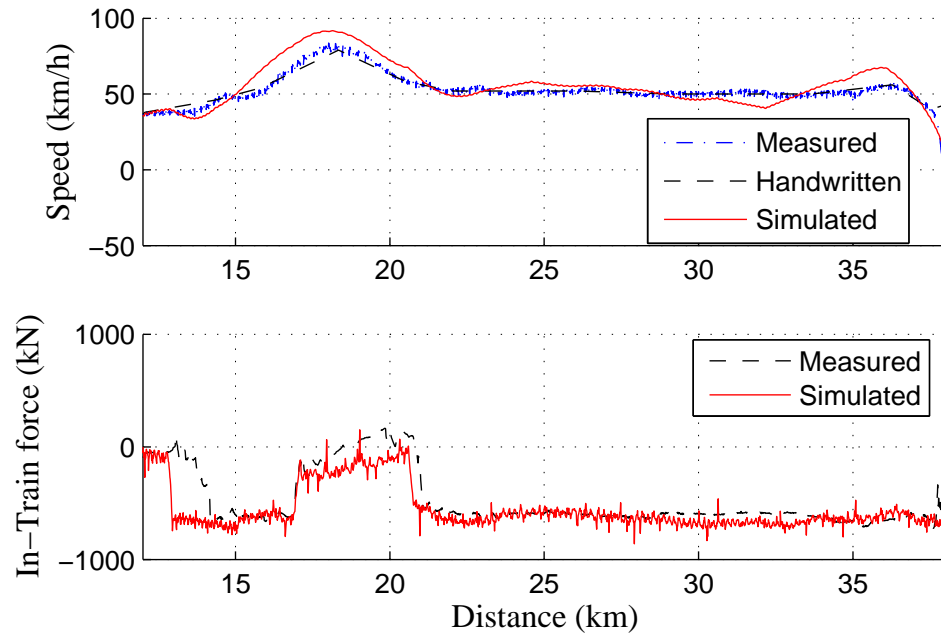 100
50
0
−50
Speed (km/h)
Measured
Handwritten
Simulated
15 20 25 30 35
1000
0
−1000
In−Train force (kN)
Measured
Simulated
15 20 25 30 35
Distance (km)